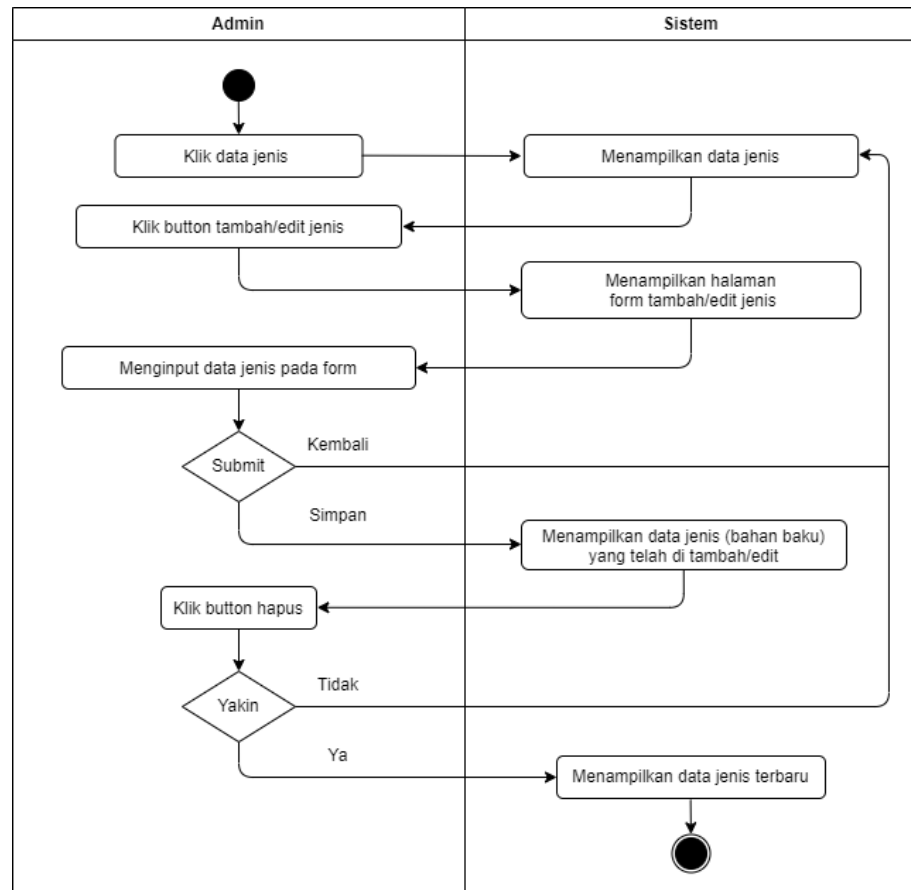 Admin
Sistem
Klik data jenis
Menampilkan data jenis
Klik button tambah/edit jenis
Menampilkan halaman
form tambah/edit jenis
Menginput data jenis pada form
Submit
Kembali
Simpan
Menampilkan data jenis (bahan baku)
yang telah di tambah/edit
Klik button hapus
Yakin
Tidak
Ya
Menampilkan data jenis terbaru